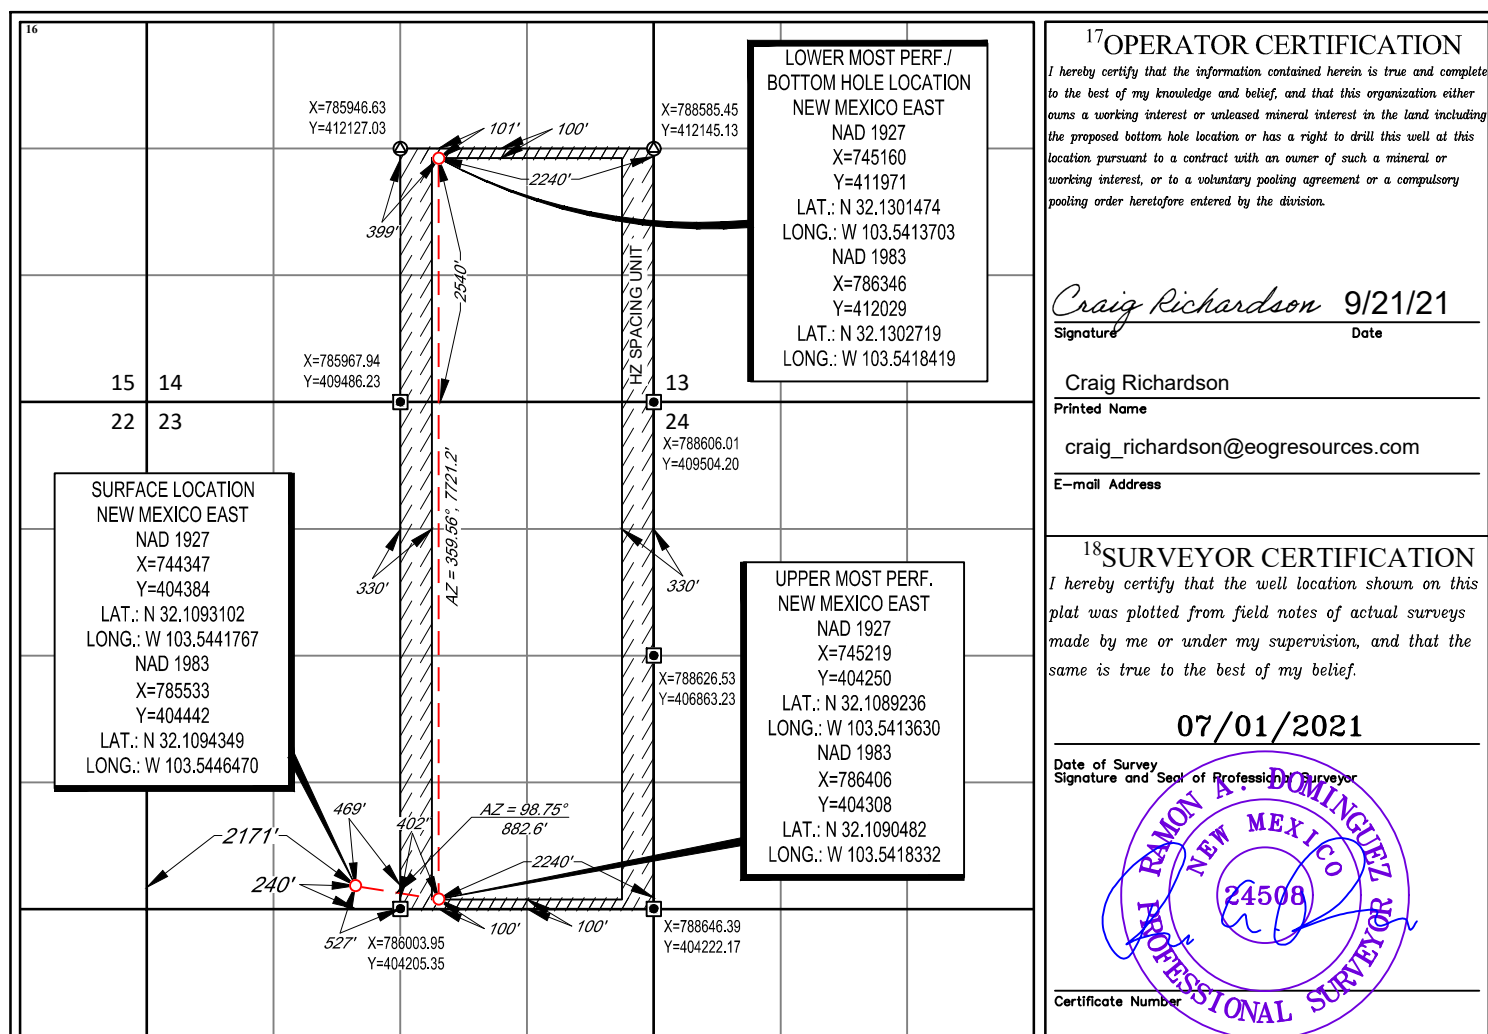 16
X=785946.63
Y=412127.03
101'
100'
X=788585.45
Y=412145.13
2240'
399'
2540'
HZ SPACING UNIT
LOWER MOST PERF./
BOTTOM HOLE LOCATION
NEW MEXICO EAST
NAD 1927
X=745160
Y=411971
LAT.: N 32.1301474
LONG.: W 103.5413703
NAD 1983
X=786346
Y=412029
LAT.: N 32.1302719
LONG.: W 103.5418419
X=785967.94
Y=409486.23
15 14
22 23
13
24
X=788606.01
Y=409504.20
AZ = 359.56°, 7721.2'
330'
330'
SURFACE LOCATION
NEW MEXICO EAST
NAD 1927
X=744347
Y=404384
LAT.: N 32.1093102
LONG.: W 103.5441767
NAD 1983
X=785533
Y=404442
LAT.: N 32.1094349
LONG.: W 103.5446470
UPPER MOST PERF.
NEW MEXICO EAST
NAD 1927
X=745219
Y=404250
LAT.: N 32.1089236
LONG.: W 103.5413630
NAD 1983
X=786406
Y=404308
LAT.: N 32.1090482
LONG.: W 103.5418332
X=788626.53
Y=406863.23
469'
402'
AZ = 98.75°
882.6'
2171'
240'
2240'
527'
X=786003.95
Y=404205.35
100'
100'
X=788646.39
Y=404222.17
17OPERATOR CERTIFICATION
I hereby certify that the information contained herein is true and complete
to the best of my knowledge and belief, and that this organization either
owns a working interest or unleased mineral interest in the land including
the proposed bottom hole location or has a right to drill this well at this
location pursuant to a contract with an owner of such a mineral or
working interest, or to a voluntary pooling agreement or a compulsory
pooling order heretofore entered by the division.
Craig Richardson 9/21/21
Signature Date
Craig Richardson
Printed Name
craig_richardson@eogresources.com
E-mail Address
18SURVEYOR CERTIFICATION
I hereby certify that the well location shown on this
plat was plotted from field notes of actual surveys
made by me or under my supervision, and that the
same is true to the best of my belief.
07/01/2021
Date of Survey
Signature and Seal of Professional Surveyor
RAMON A. DOMINGUEZ
NEW MEXICO
24508
PROFESSIONAL SURVEYOR
Certificate Number